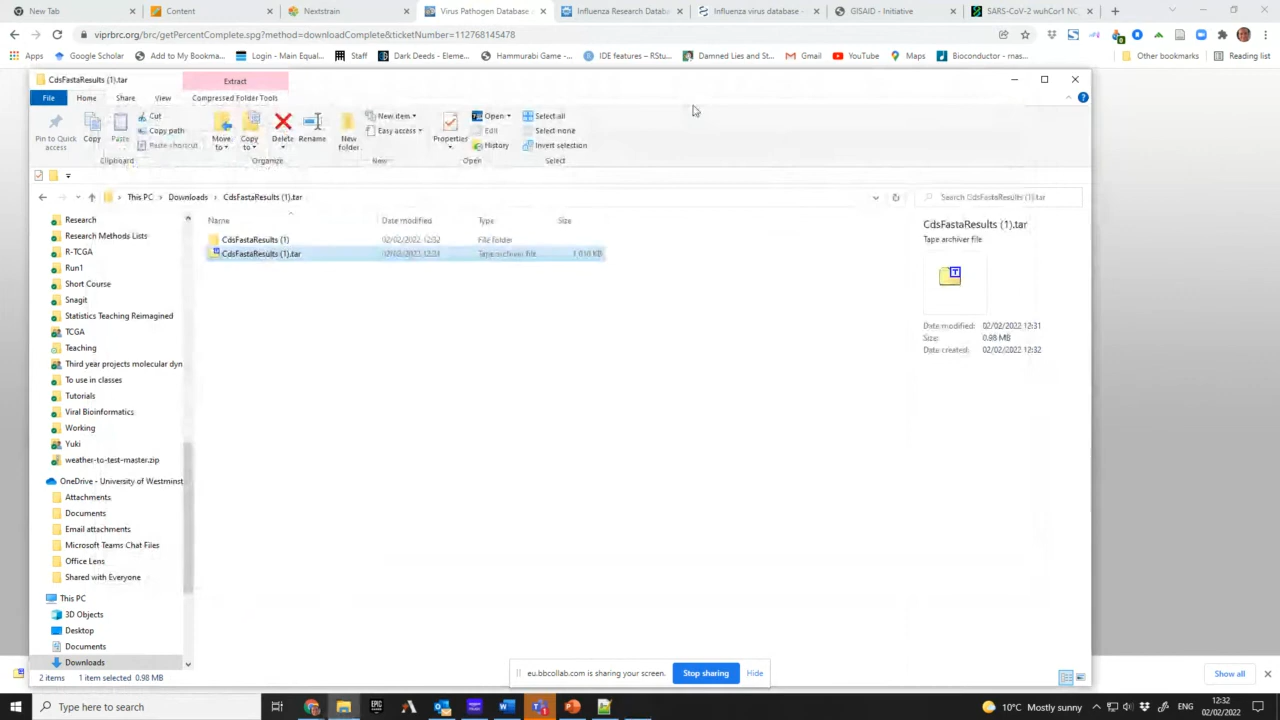 New Tab
Content
Nextstrain
Virus Pathogen Database
Influenza Research Datab
Influenza virus database -
GISAID - Initiative
SARS-CoV-2 wuhCor1 NC
viprbrc.org/brc/getPercentComplete.spg?method=downloadComplete&ticketNumber=112768145478
Apps
Google Scholar
Add to My Bookma...
Login - Main Equal...
Staff
Dark Deeds - Eleme...
Hammurabi Game -...
IDE features – RStu...
Damned Lies and St...
Gmail
YouTube
Maps
Bioconductor - mas...
Other bookmarks
Reading list
CdsFastaResults (1).tar
Extract
File
Home
Share
View
Compressed Folder Tools
Pin to Quick access
Copy
Paste
Cut
Copy path
Paste shortcut
Clipboard
Move to
Copy to
Delete
Rename
Organize
New folder
New item
Easy access
New
Properties
Open
Edit
History
Open
Select all
Select none
Invert selection
Select
This PC
Downloads
CdsFastaResults (1).tar
Search CdsFastaResults (1).tar
Name
Date modified
Type
Size
CdsFastaResults (1)
02/02/2022 12:32
File folder
CdsFastaResults (1).tar
02/02/2022 12:31
Tape archiver file
1,010 KB
Research
Research Methods Lists
R-TCGA
Run1
Short Course
Snagit
Statistics Teaching Reimagined
TCGA
Teaching
Third year projects molecular dyn
To use in classes
Tutorials
Viral Bioinformatics
Working
Yuki
weather-to-test-master.zip
OneDrive - University of Westminst
Attachments
Documents
Email attachments
Microsoft Teams Chat Files
Office Lens
Shared with Everyone
This PC
3D Objects
Desktop
Documents
Downloads
CdsFastaResults (1).tar
Tape archiver file
Date modified: 02/02/2022 12:31
Size: 0.98 MB
Date created: 02/02/2022 12:32
2 items
1 item selected 0.98 MB
eu.bbcollab.com is sharing your screen.
Stop sharing
Hide
Show all
Type here to search
10°C Mostly sunny
12:32
02/02/2022